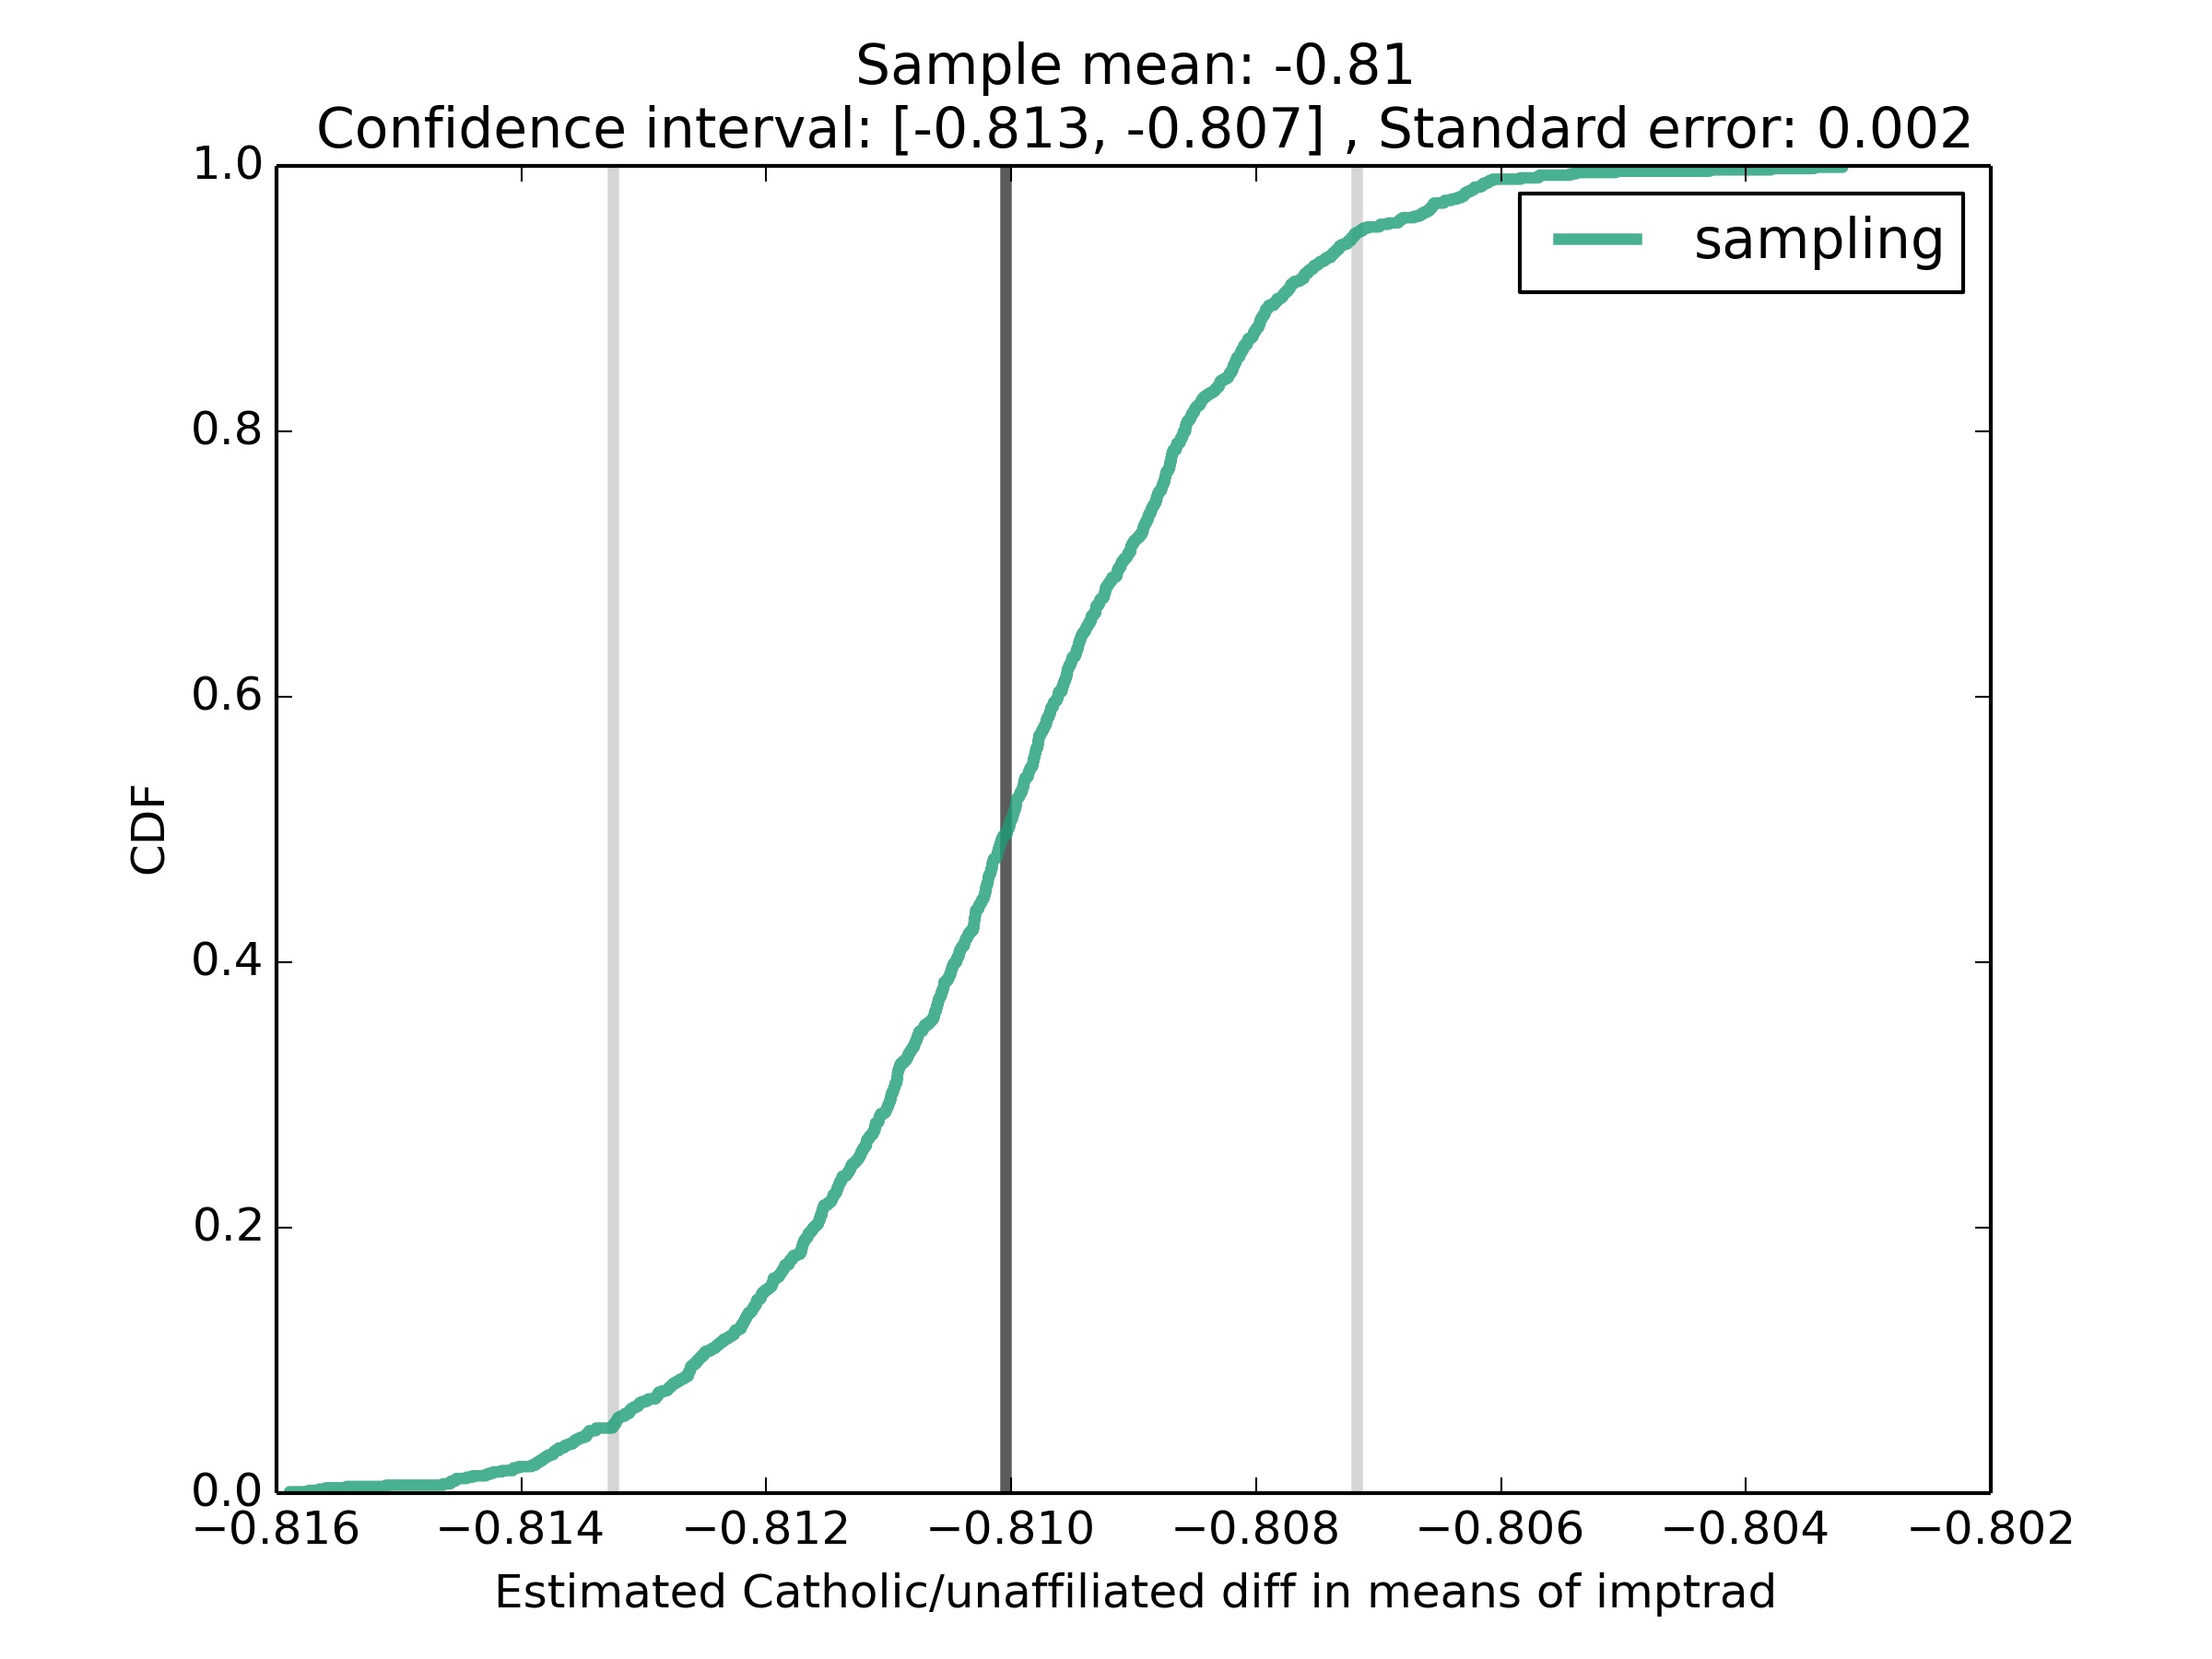 Sample mean: -0.81
Confidence interval: [-0.813, -0.807] , Standard error: 0.002
1.0
0.8
0.6
0.4
0.2
0.0
CDF
sampling
−0.816 −0.814 −0.812 −0.810 −0.808 −0.806 −0.804 −0.802
Estimated Catholic/unaffiliated diff in means of imptrad